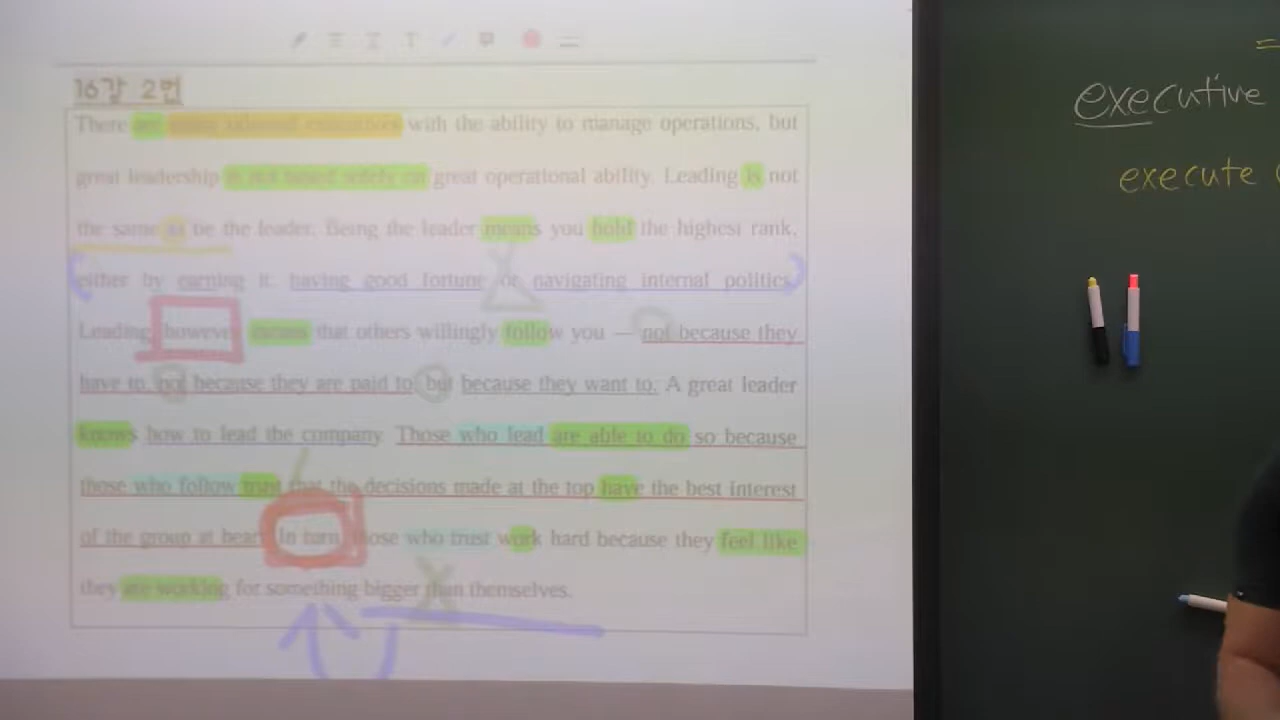 16강 2번
There are many talented executives with the ability to manage operations, but
great leadership is not based solely on great operational ability. Leading is not
the same as be the leader. Being the leader means you hold the highest rank,
either by earning it, having good fortune or navigating internal politics.
Leading, however, means that others willingly follow you — not because they
have to, not because they are paid to, but because they want to. A great leader
knows how to lead the company. Those who lead are able to do so because
those who follow trust that the decisions made at the top have the best interest
of the group at heart. In turn, those who trust work hard because they feel like
they are working for something bigger than themselves.
=
executive
execute